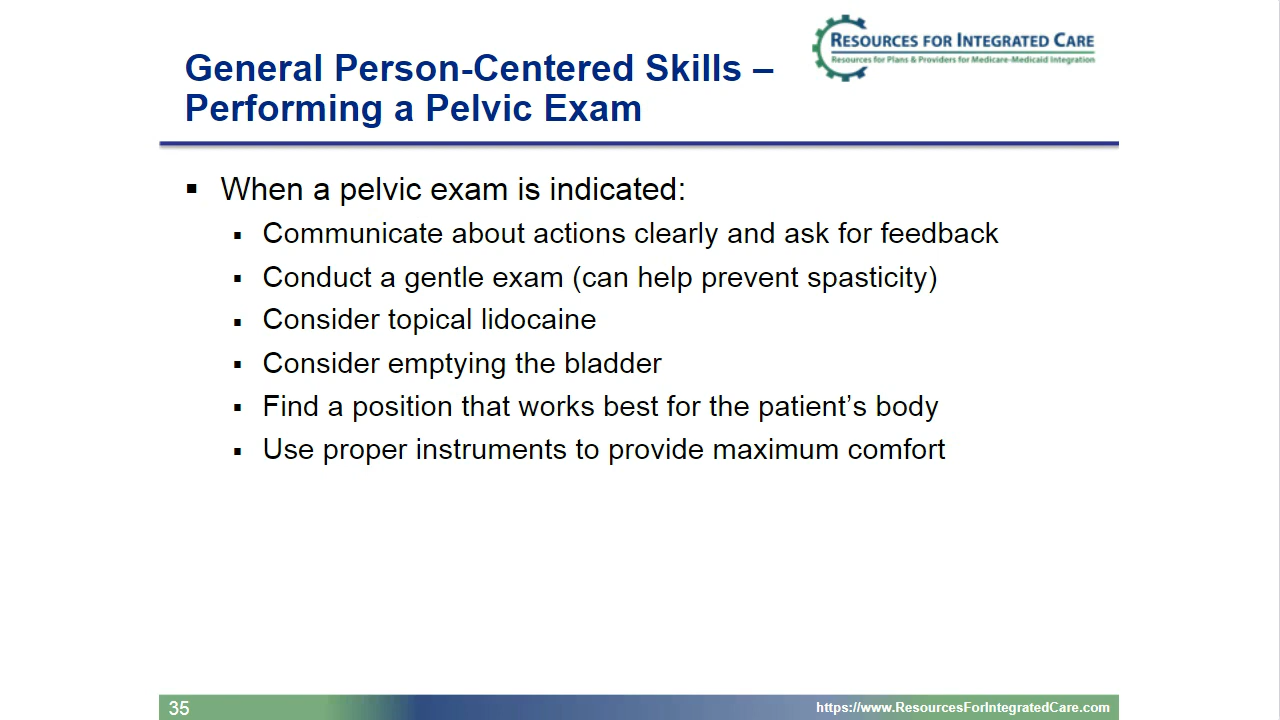 RESOURCES FOR INTEGRATED CARE
Resources for Plans & Providers for Medicare-Medicaid Integration
General Person-Centered Skills –
Performing a Pelvic Exam
▪ When a pelvic exam is indicated:
▪ Communicate about actions clearly and ask for feedback
▪ Conduct a gentle exam (can help prevent spasticity)
▪ Consider topical lidocaine
▪ Consider emptying the bladder
▪ Find a position that works best for the patient’s body
▪ Use proper instruments to provide maximum comfort
35
https://www.ResourcesForIntegratedCare.com